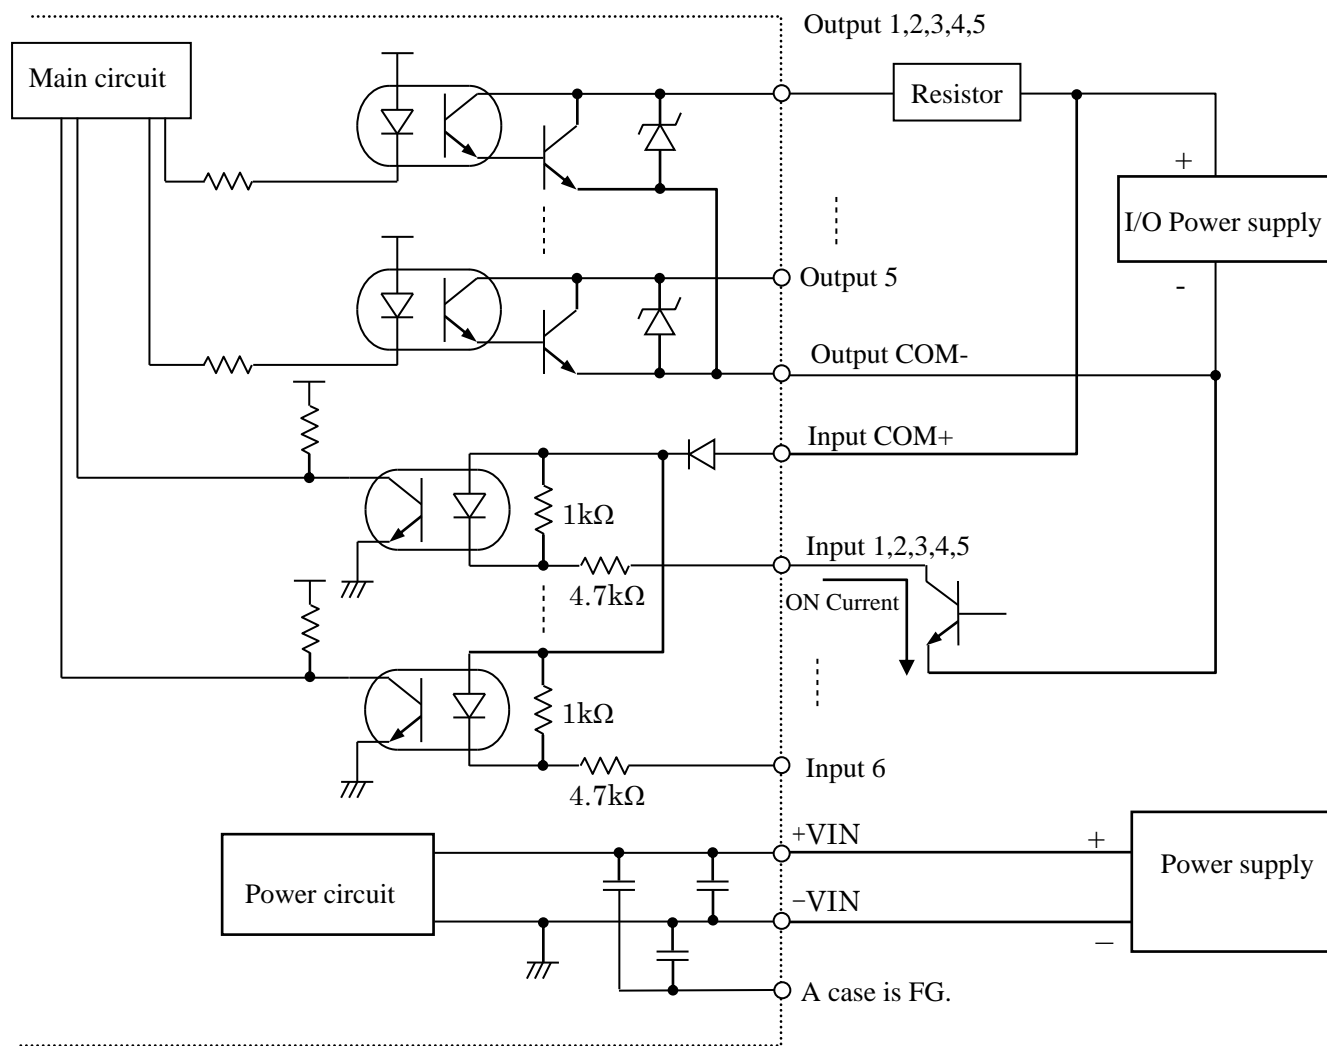 Output 1,2,3,4,5
Main circuit
Resistor
+
I/O Power supply
-
Output 5
Output COM-
Input COM+
1kΩ
Input 1,2,3,4,5
4.7kΩ
ON Current
1kΩ
Input 6
4.7kΩ
+VIN
+
Power supply
Power circuit
−VIN
−
A case is FG.